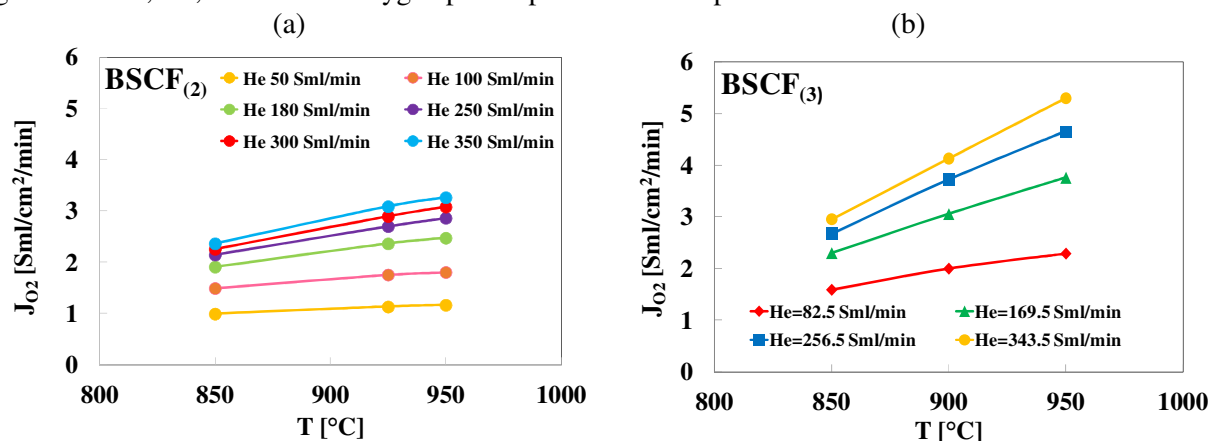 (a)
(b)
BSCF(2)
He 50 Sml/min
He 100 Sml/min
He 180 Sml/min
He 250 Sml/min
He 300 Sml/min
He 350 Sml/min
6
5
4
3
2
1
0
JO2 [Sml/cm2/min]
800
850
900
950
1000
T [°C]
BSCF(3)
He=82.5 Sml/min
He=169.5 Sml/min
He=256.5 Sml/min
He=343.5 Sml/min
6
5
4
3
2
1
0
JO2 [Sml/cm2/min]
800
850
900
950
1000
T [°C]